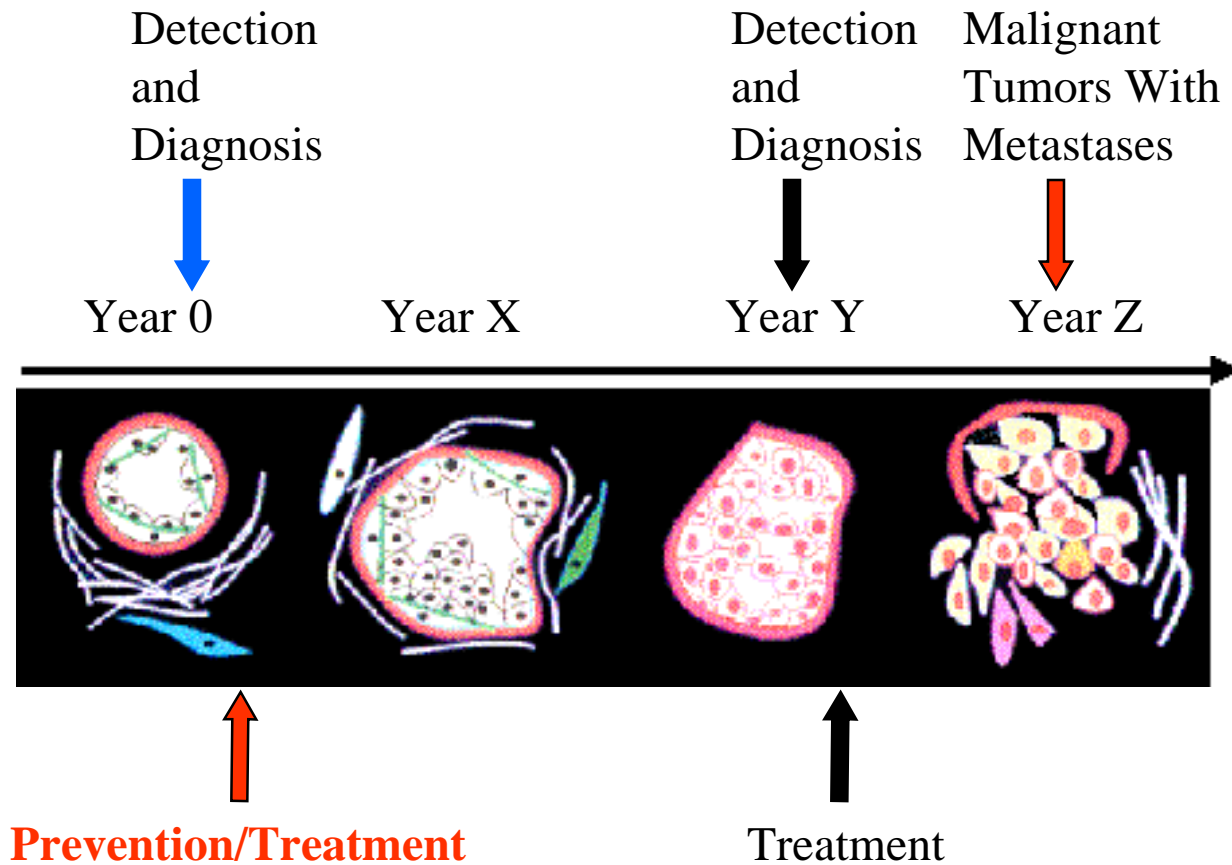 Detection
and
Diagnosis
Detection
and
Diagnosis
Malignant
Tumors With
Metastases
Year 0
Year X
Year Y
Year Z
Prevention/Treatment
Treatment